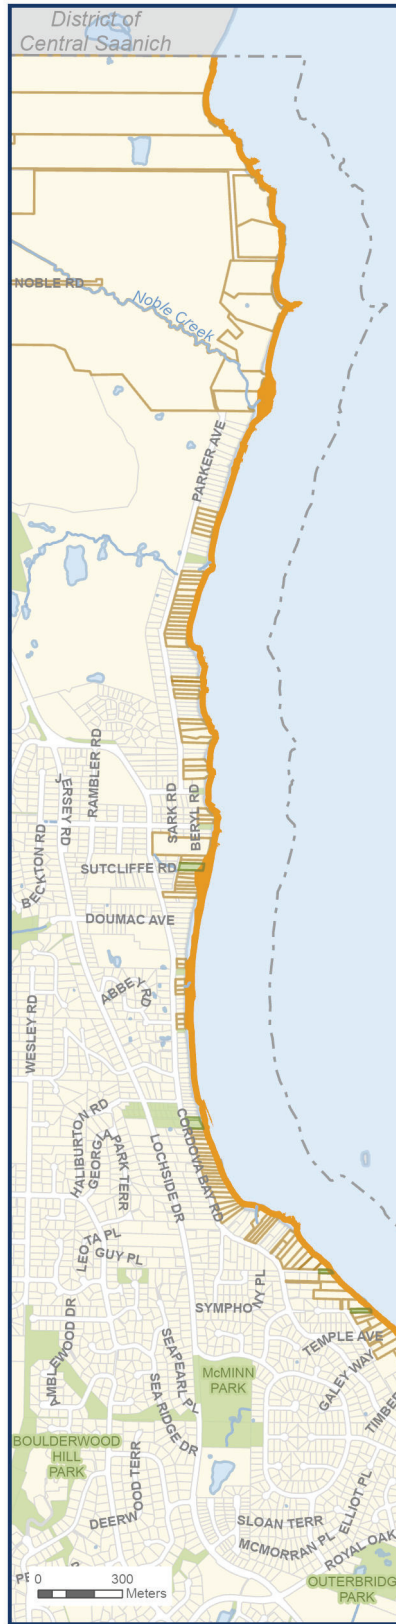 District of
Central Saanich
NOBLE RD
Noble Creek
PARKER AVE
RAMBLER RD
JERSEY RD
SARK RD
BERYL RD
BECKTON RD
SUTCLIFFE RD
DOUMAC AVE
ABBEY RD
WESLEY RD
HALIBURTON RD
GEORGIA
PARK TERR
CORDOVA BAY RD
LOCHSIDE DR
LEOTA PL
GUY PL
SYMPHONY PL
AMBLEWOOD DR
SEAPEARL PL
SEA RIDGE DR
TEMPLE AVE
GALEY WAY
TIMBER
McMINN
PARK
BOULDERWOOD
HILL
PARK
DEERWOOD TERR
SLOAN TERR
MCMORRAN PL
ELLIOT PL
ROYAL OAK
OUTERBRIDG
PARK
0 300
Meters